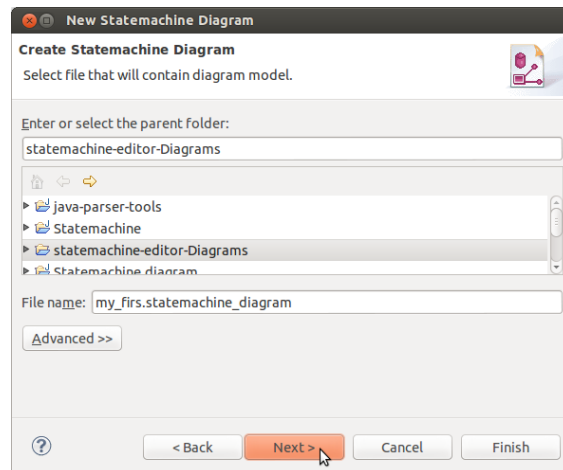 New Statemachine Diagram
Create Statemachine Diagram
Select file that will contain diagram model.
Enter or select the parent folder:
statemachine-editor-Diagrams
java-parser-tools
Statemachine
statemachine-editor-Diagrams
Statemachine diagram
File name: my_firs.statemachine_diagram
Advanced >>
? < Back Next > Cancel Finish